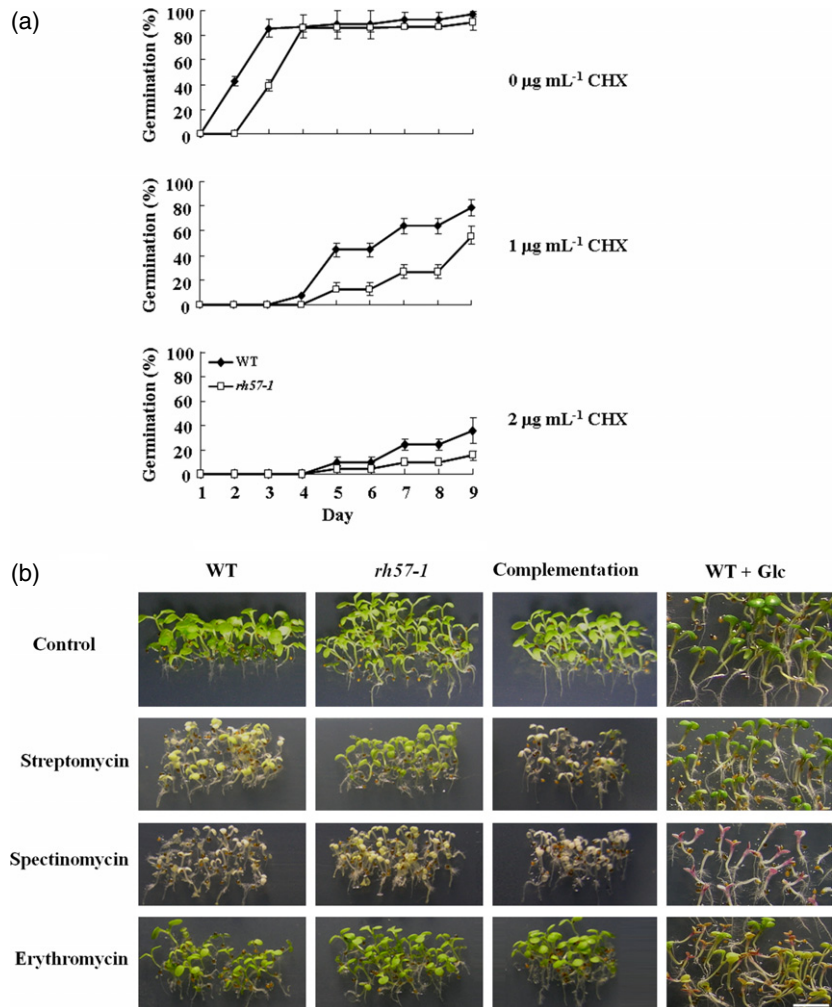 (a)
Germination (%)
100
80
60
40
20
0
0 µg mL-1 CHX
Germination (%)
100
80
60
40
20
0
1 µg mL-1 CHX
Germination (%)
100
80
60
40
20
0
WT
rh57-1
2 µg mL-1 CHX
1 2 3 4 5 6 7 8 9
Day
(b)
WT rh57-1 Complementation WT + Glc
Control
Streptomycin
Spectinomycin
Erythromycin